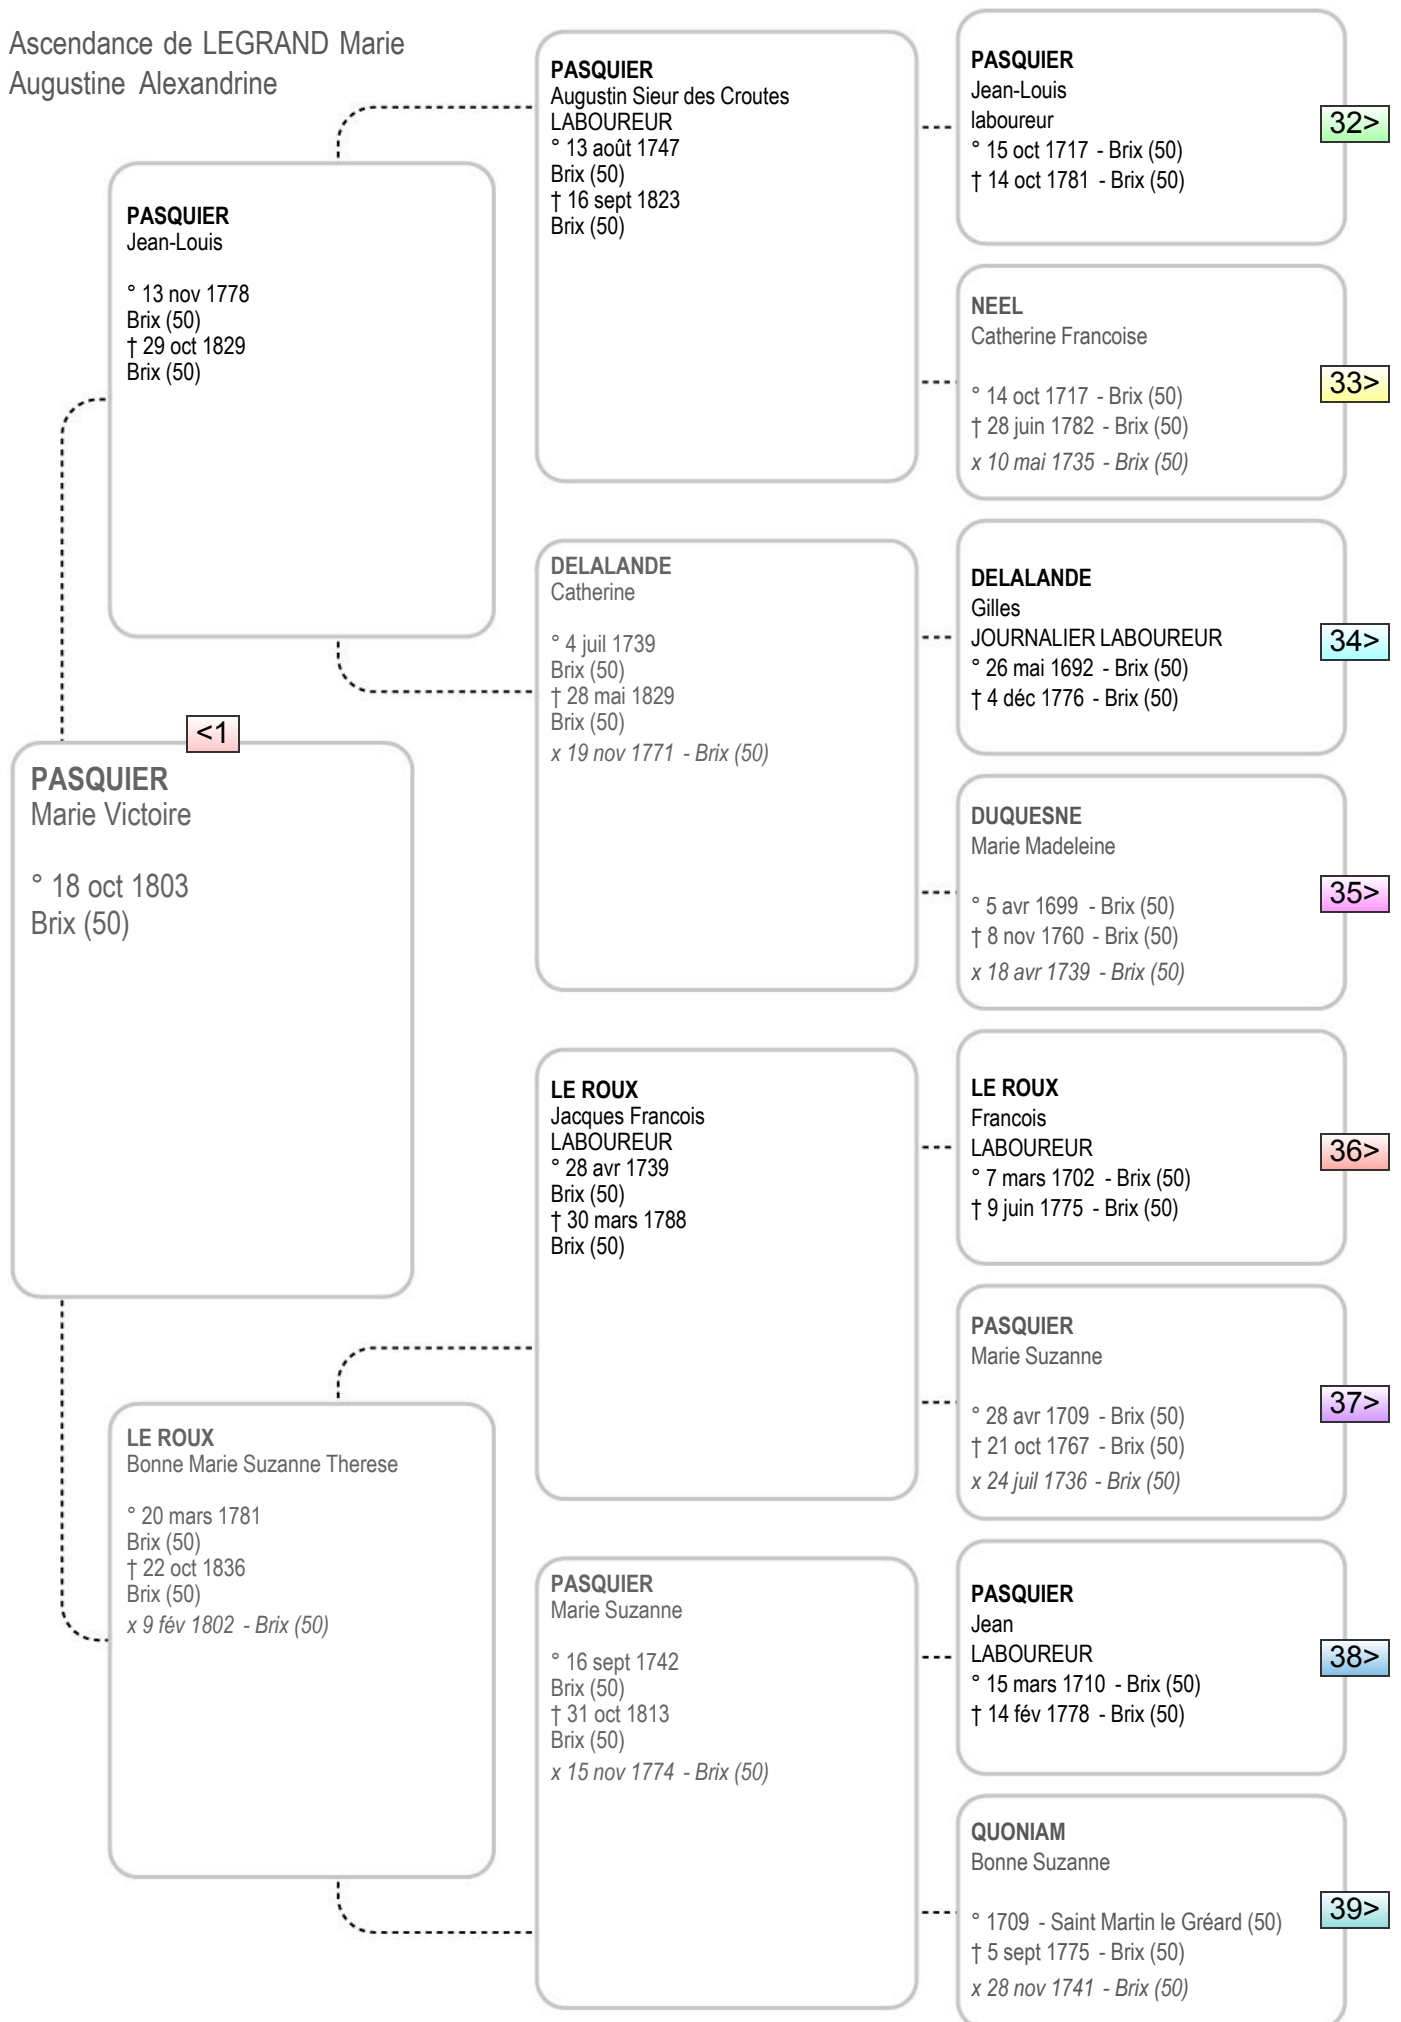 Ascendance de LEGRAND Marie
Augustine Alexandrine
<1
PASQUIER
Marie Victoire
° 18 oct 1803
Brix (50)
PASQUIER
Jean-Louis
° 13 nov 1778
Brix (50)
† 29 oct 1829
Brix (50)
LE ROUX
Bonne Marie Suzanne Therese
° 20 mars 1781
Brix (50)
† 22 oct 1836
Brix (50)
x 9 fév 1802 - Brix (50)
PASQUIER
Augustin Sieur des Croutes
LABOUREUR
° 13 août 1747
Brix (50)
† 16 sept 1823
Brix (50)
DELALANDE
Catherine
° 4 juil 1739
Brix (50)
† 28 mai 1829
Brix (50)
x 19 nov 1771 - Brix (50)
LE ROUX
Jacques Francois
LABOUREUR
° 28 avr 1739
Brix (50)
† 30 mars 1788
Brix (50)
PASQUIER
Marie Suzanne
° 16 sept 1742
Brix (50)
† 31 oct 1813
Brix (50)
x 15 nov 1774 - Brix (50)
PASQUIER
Jean-Louis
laboureur
° 15 oct 1717 - Brix (50)
† 14 oct 1781 - Brix (50)
32>
NEEL
Catherine Francoise
° 14 oct 1717 - Brix (50)
† 28 juin 1782 - Brix (50)
x 10 mai 1735 - Brix (50)
33>
DELALANDE
Gilles
JOURNALIER LABOUREUR
° 26 mai 1692 - Brix (50)
† 4 déc 1776 - Brix (50)
34>
DUQUESNE
Marie Madeleine
° 5 avr 1699 - Brix (50)
† 8 nov 1760 - Brix (50)
x 18 avr 1739 - Brix (50)
35>
LE ROUX
Francois
LABOUREUR
° 7 mars 1702 - Brix (50)
† 9 juin 1775 - Brix (50)
36>
PASQUIER
Marie Suzanne
° 28 avr 1709 - Brix (50)
† 21 oct 1767 - Brix (50)
x 24 juil 1736 - Brix (50)
37>
PASQUIER
Jean
LABOUREUR
° 15 mars 1710 - Brix (50)
† 14 fév 1778 - Brix (50)
38>
QUONIAM
Bonne Suzanne
° 1709 - Saint Martin le Gréard (50)
† 5 sept 1775 - Brix (50)
x 28 nov 1741 - Brix (50)
39>